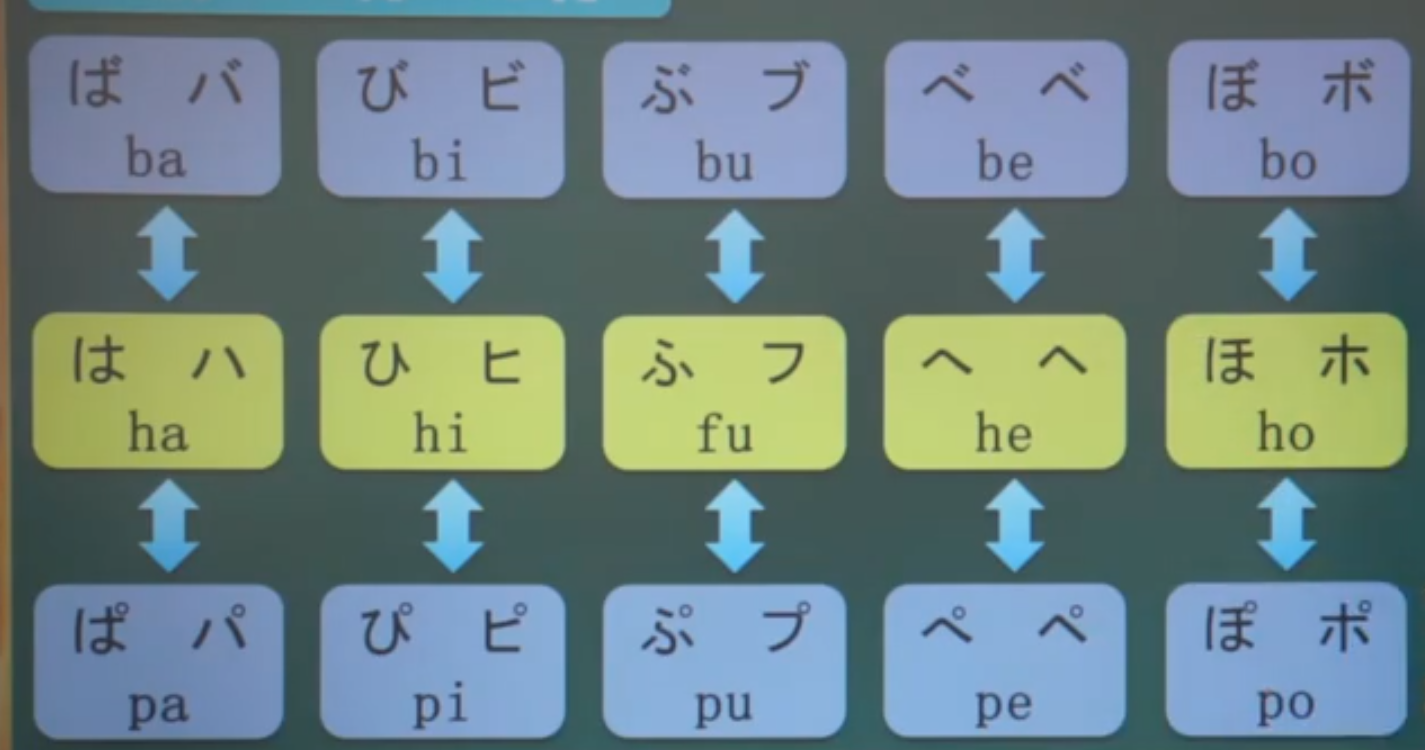 ば バ び ビ ぶ ブ べ ベ ぼ ボ
ba bi bu be bo
は ハ ひ ヒ ふ フ へ ヘ ほ ホ
ha hi fu he ho
ぱ パ ぴ ピ ぷ プ ぺ ペ ぽ ポ
pa pi pu pe po